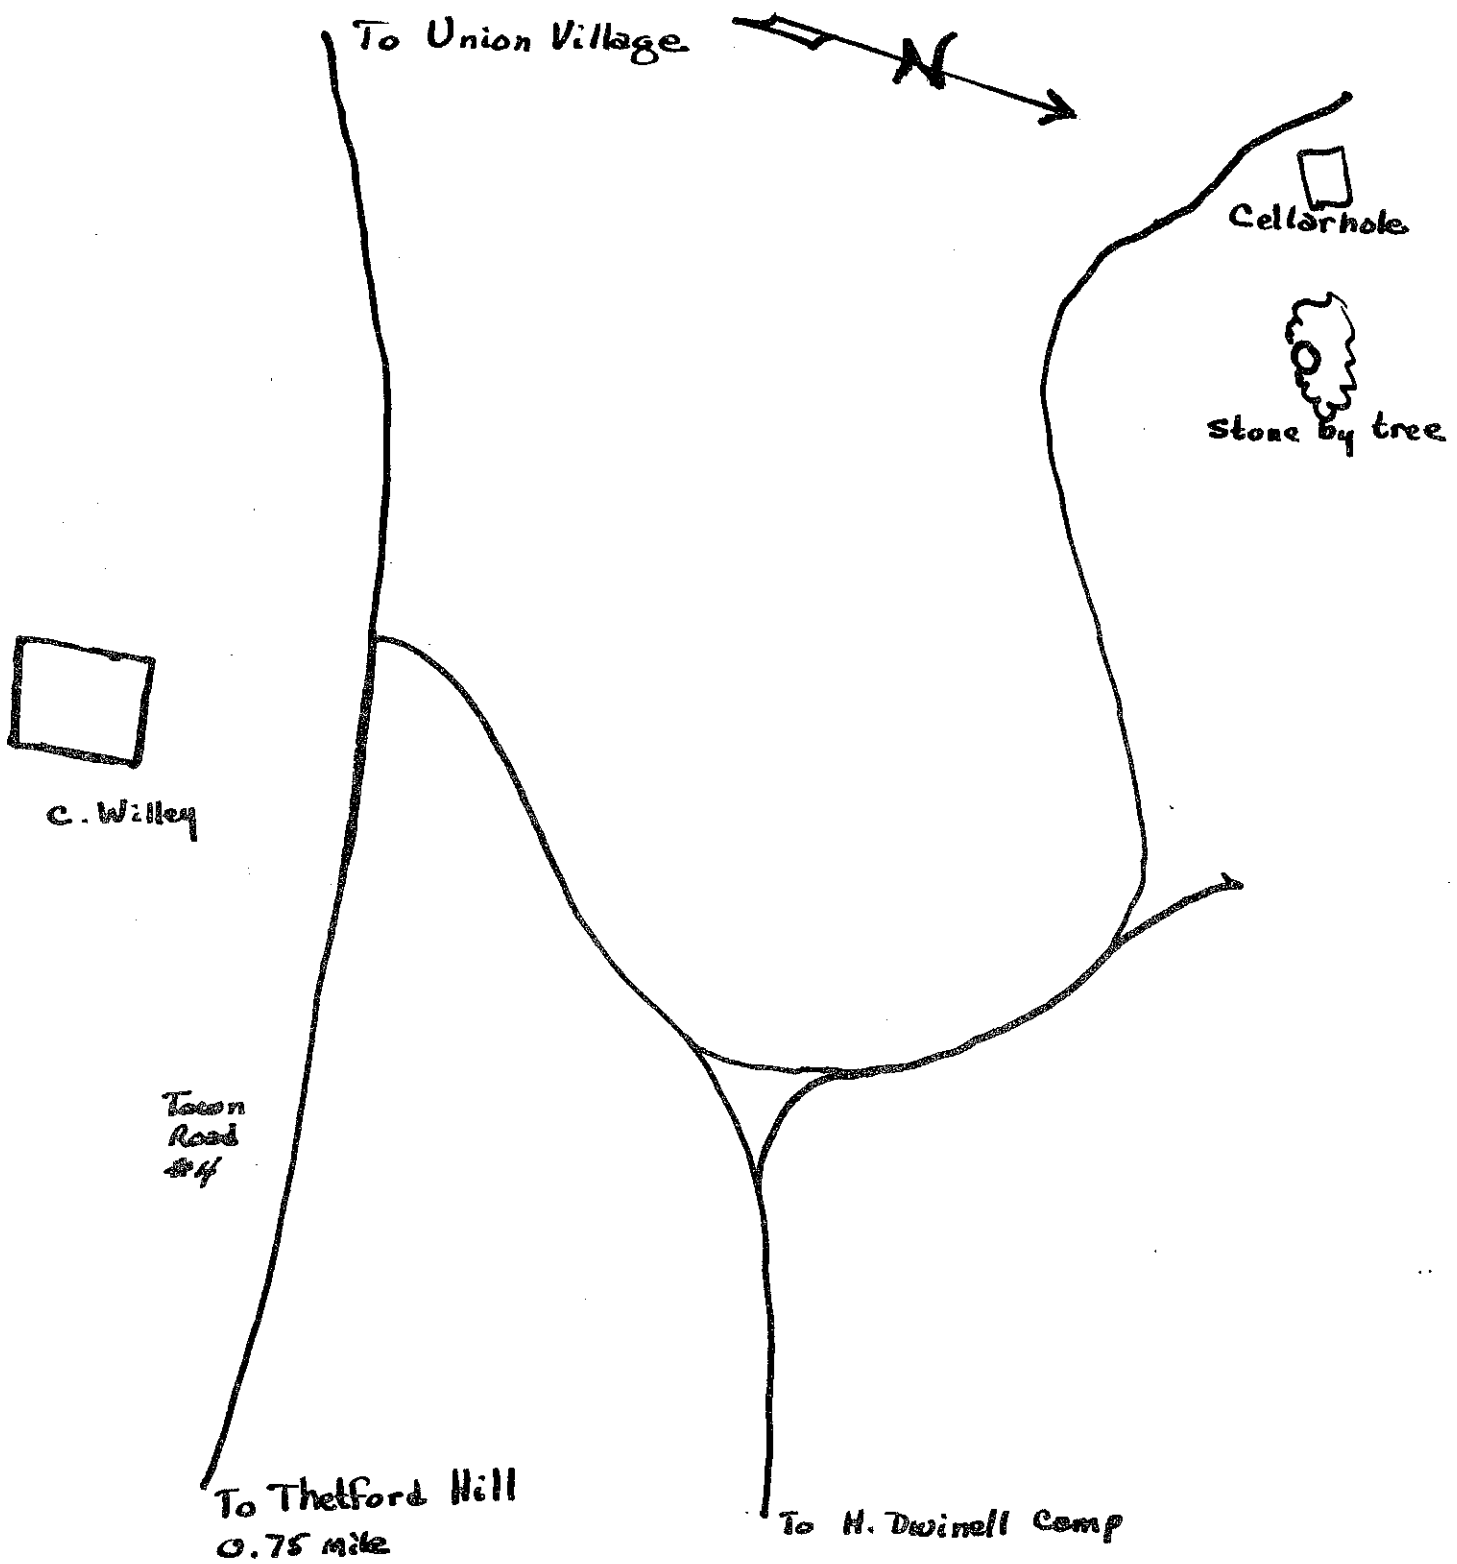 To Union Village
N
Cellarhole
Stone by tree
C. Willey
Town
Road
#4
To Thetford Hill
0.75 mile
To H. Dwinell Camp